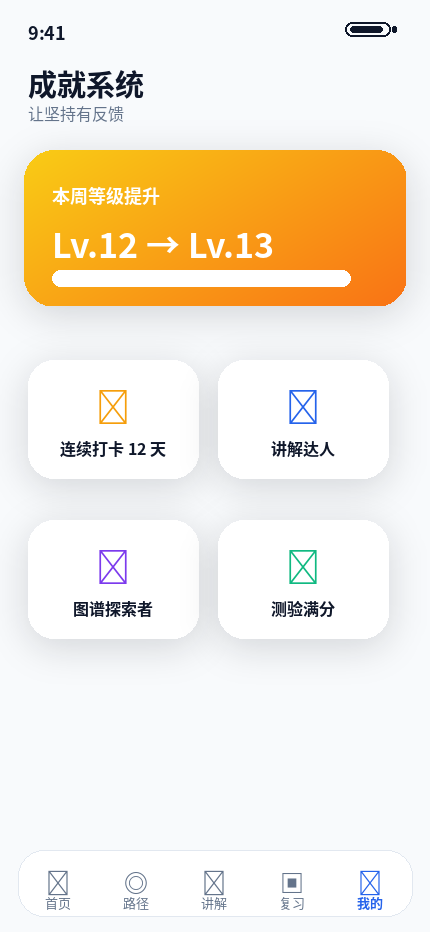 9:41
成就系统
让坚持有反馈
本周等级提升
Lv.12 → Lv.13
连续打卡 12 天
讲解达人
图谱探索者
测验满分
首页
路径
讲解
复习
我的